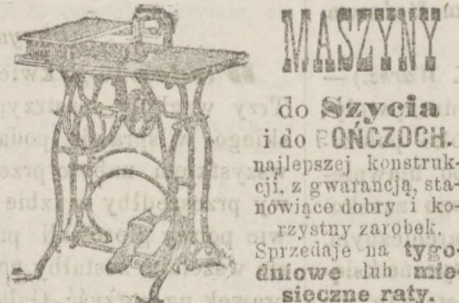 MASZYNY
do Szycia
i do POŃCZOCH.
najlepszej konstruk-
cji, z gwarancją, sta-
nowiące dobry i ko-
rzystny zarobek.
Sprzedaje na tygo-
dniowe lub mie-
sięczne raty.